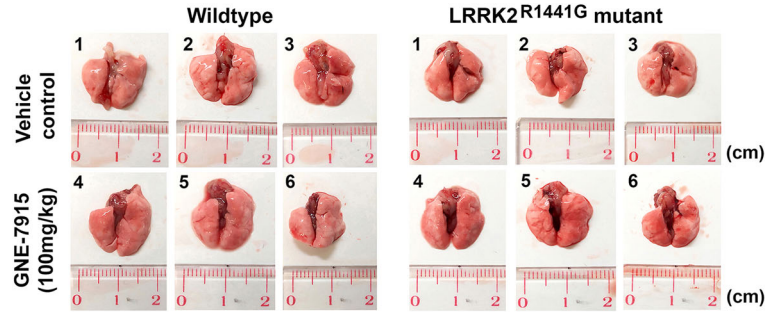 Wildtype LRRK2R1441G mutant
Vehicle control
1 2 3 1 2 3
0 1 2 0 1 2 0 1 2 0 1 2 0 1 2 0 1 2 (cm)
GNE-7915 (100mg/kg)
4 5 6 4 5 6
0 1 2 0 1 2 0 1 2 0 1 2 0 1 2 0 1 2 (cm)